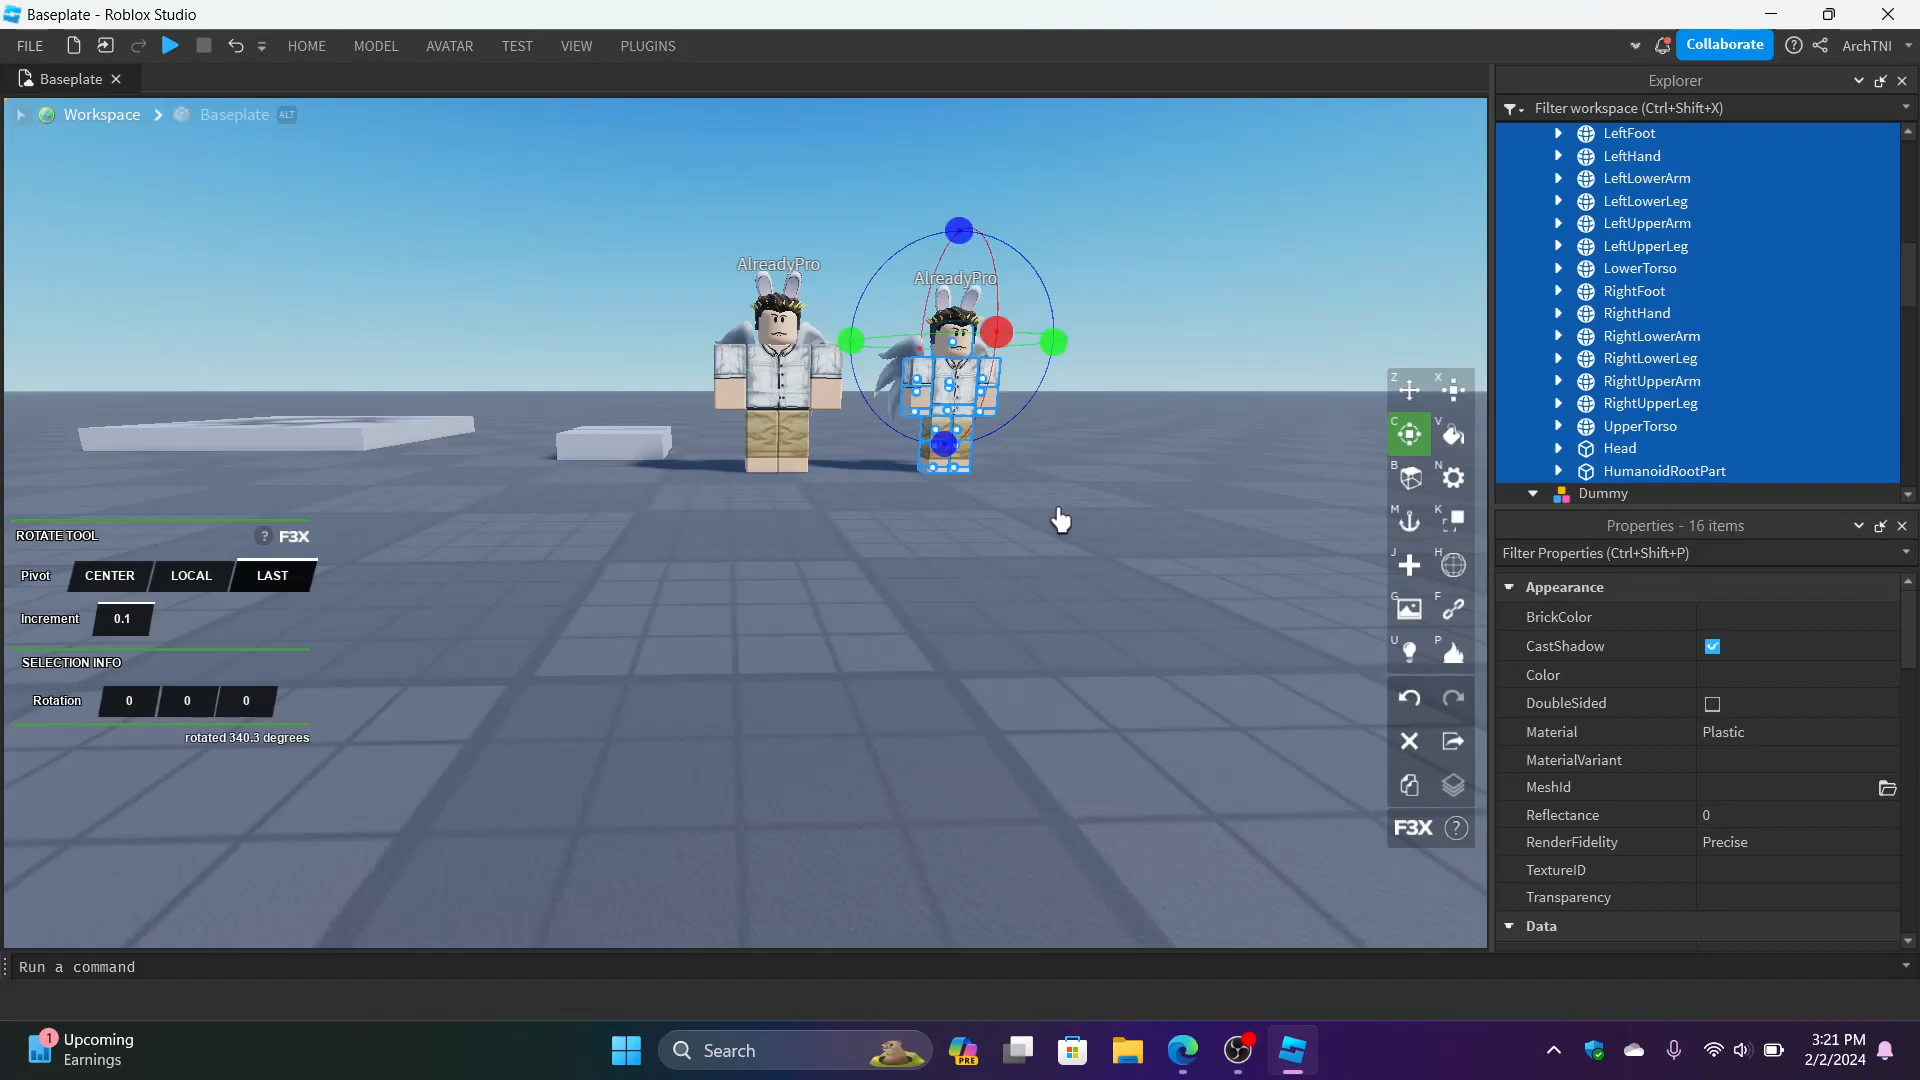 Baseplate - Roblox Studio
FILE HOME MODEL AVATAR TEST VIEW PLUGINS Collaborate ArchTNI
Baseplate
Workspace Baseplate ALT
AlreadyPro
AlreadyPro
ROTATE TOOL ? F3X
Pivot CENTER LOCAL LAST
Increment 0.1
SELECTION INFO
Rotation 0 0 0
rotated 340.3 degrees
Z X
C V
B N
M K
J H
G F
U P
F3X ?
Explorer
Filter workspace (Ctrl+Shift+X)
LeftFoot
LeftHand
LeftLowerArm
LeftLowerLeg
LeftUpperArm
LeftUpperLeg
LowerTorso
RightFoot
RightHand
RightLowerArm
RightLowerLeg
RightUpperArm
RightUpperLeg
UpperTorso
Head
HumanoidRootPart
Dummy
Properties - 16 items
Filter Properties (Ctrl+Shift+P)
Appearance
BrickColor
CastShadow
Color
DoubleSided
Material Plastic
MaterialVariant
MeshId
Reflectance 0
RenderFidelity Precise
TextureID
Transparency
Data
Run a command
1 Upcoming
Earnings
Search
PRE
3:21 PM
2/2/2024